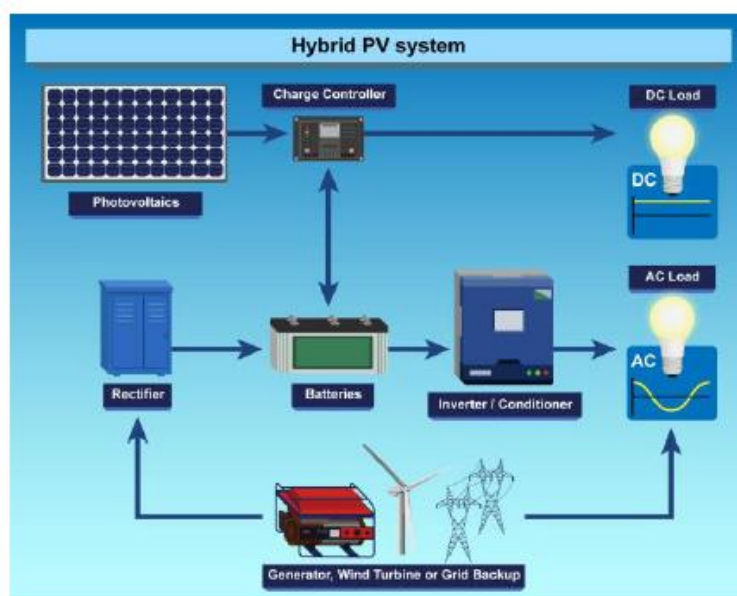 Hybrid PV system
Charge Controller
DC Load
DC
Photovoltaics
AC Load
AC
Rectifier
Batteries
Inverter / Conditioner
Generator, Wind Turbine or Grid Backup